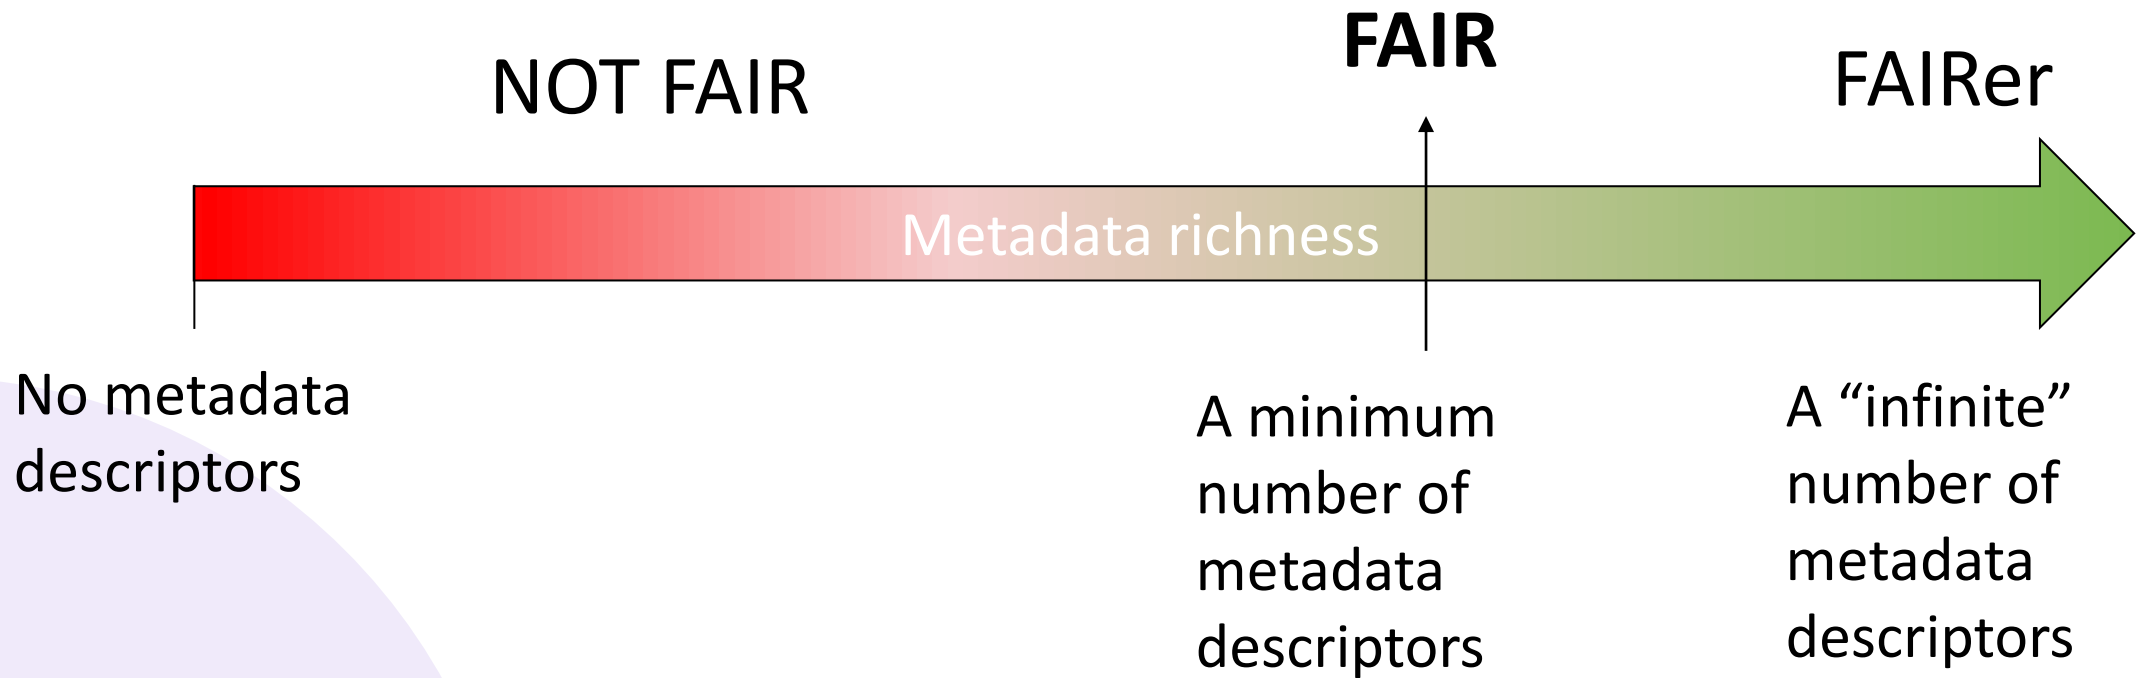 NOT FAIR
FAIR
FAIRer
Metadata richness
No metadata
descriptors
A minimum
number of
metadata
descriptors
A “infinite”
number of
metadata
descriptors